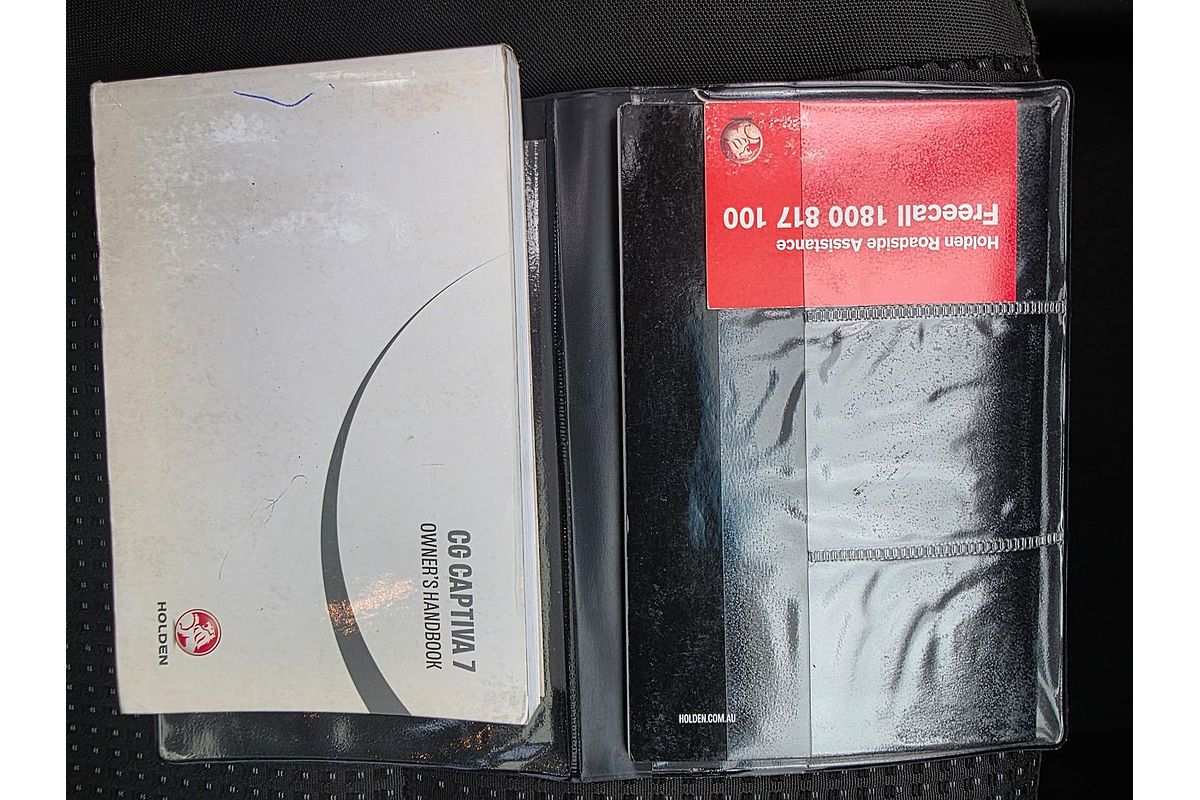 CG CAPTIVA 7
OWNER'S HANDBOOK
HOLDEN
Holden Roadside Assistance
Freecall 1800 817 100
HOLDEN.COM.AU